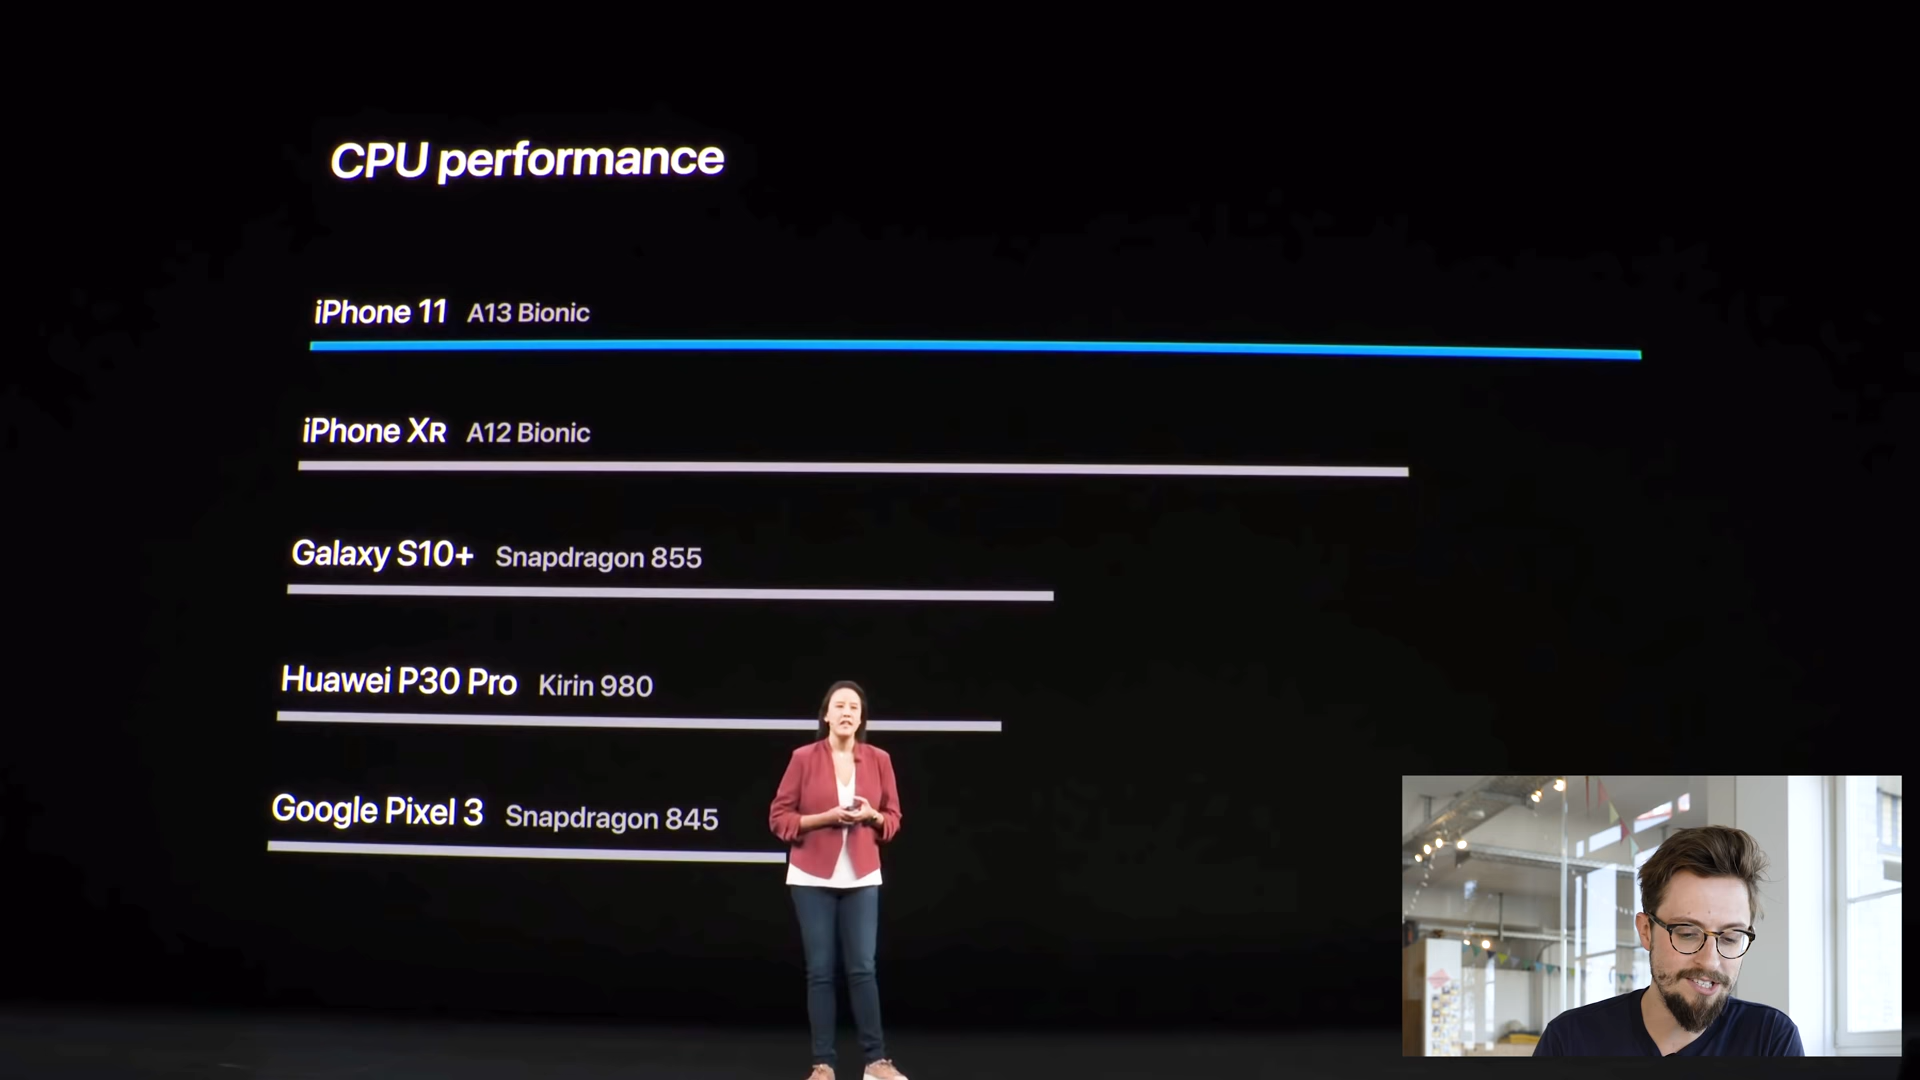 CPU performance
iPhone 11 A13 Bionic
iPhone XR A12 Bionic
Galaxy S10+ Snapdragon 855
Huawei P30 Pro Kirin 980
Google Pixel 3 Snapdragon 845